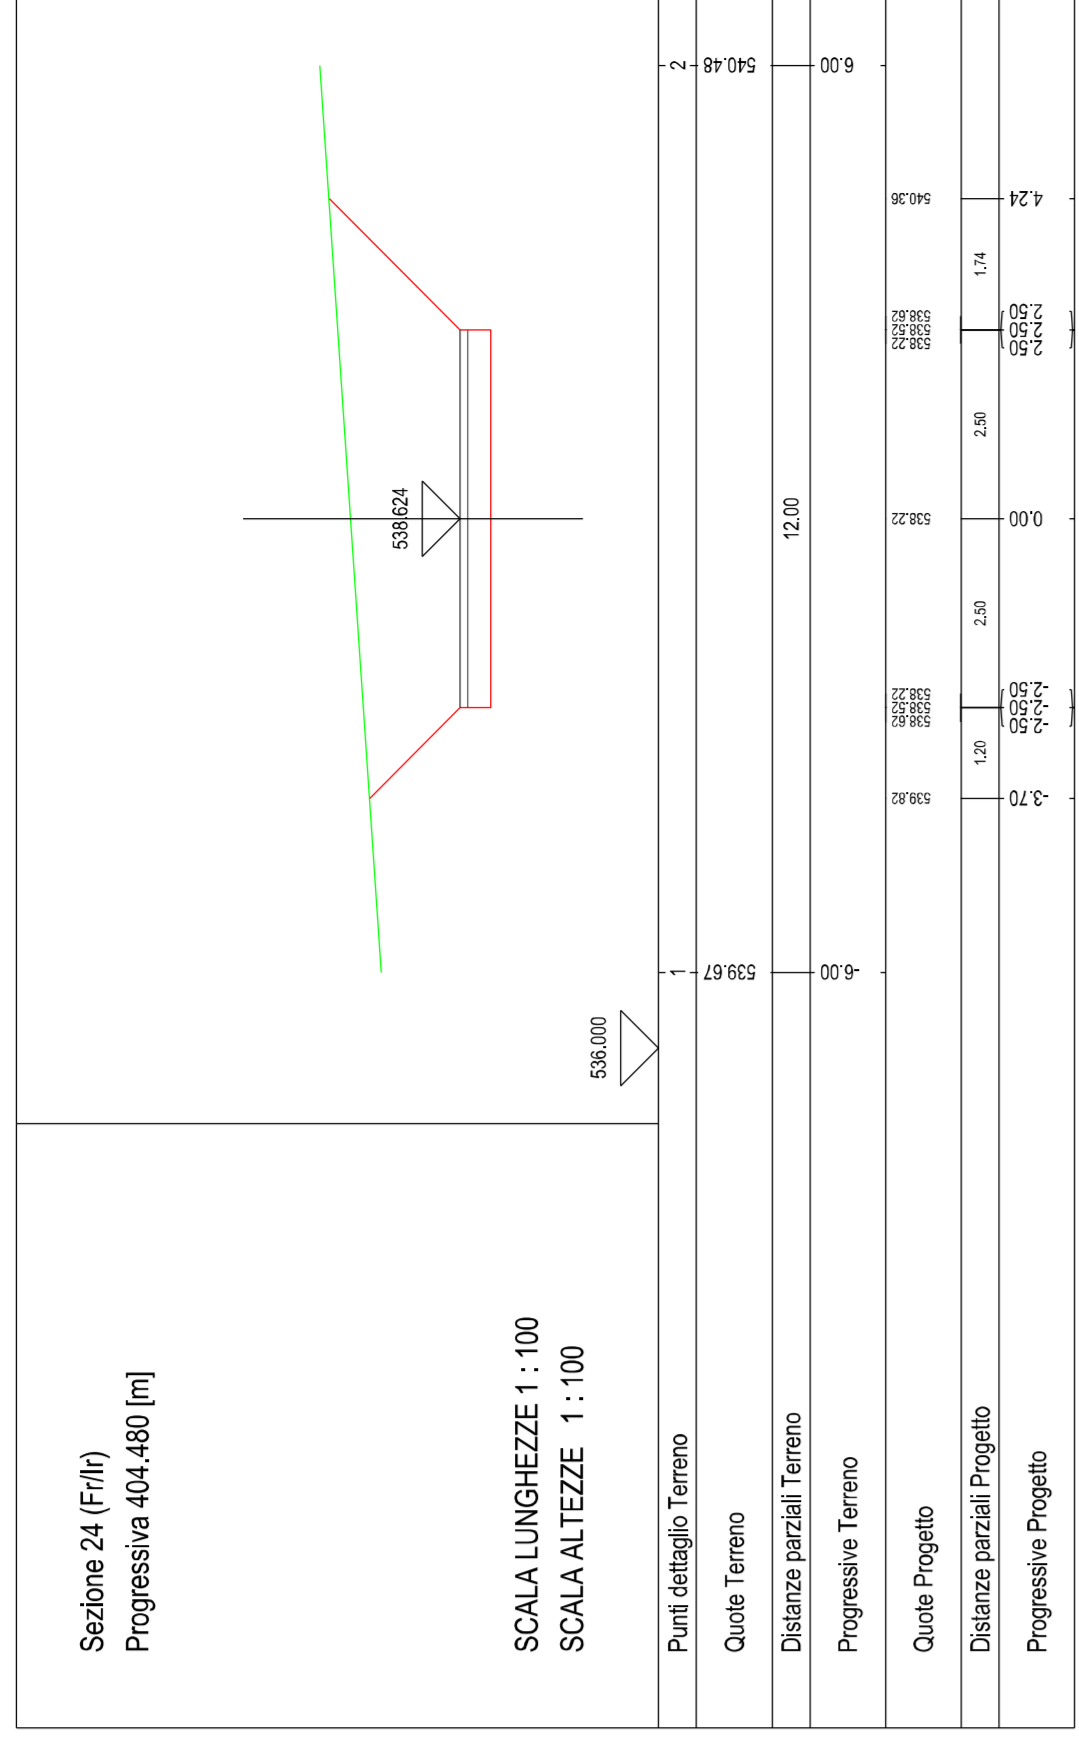 Sezione 24 (Fr/Ir)
Progressiva 404.480 [m]
SCALA LUNGHEZZE 1 : 100
SCALA ALTEZZE 1 : 100
538.624
536.000
Punti dettaglio Terreno 1 2
Quote Terreno 539.67 540.48
Distanze parziali Terreno 12.00
Progressive Terreno -6.00 6.00
Quote Progetto 539.82 538.62 538.52 538.22 538.22 538.22 538.52 538.62 540.36
Distanze parziali Progetto 1.20 2.50 2.50 1.74
Progressive Progetto -3.70 -2.50 -2.50 -2.50 0.00 2.50 2.50 2.50 4.24